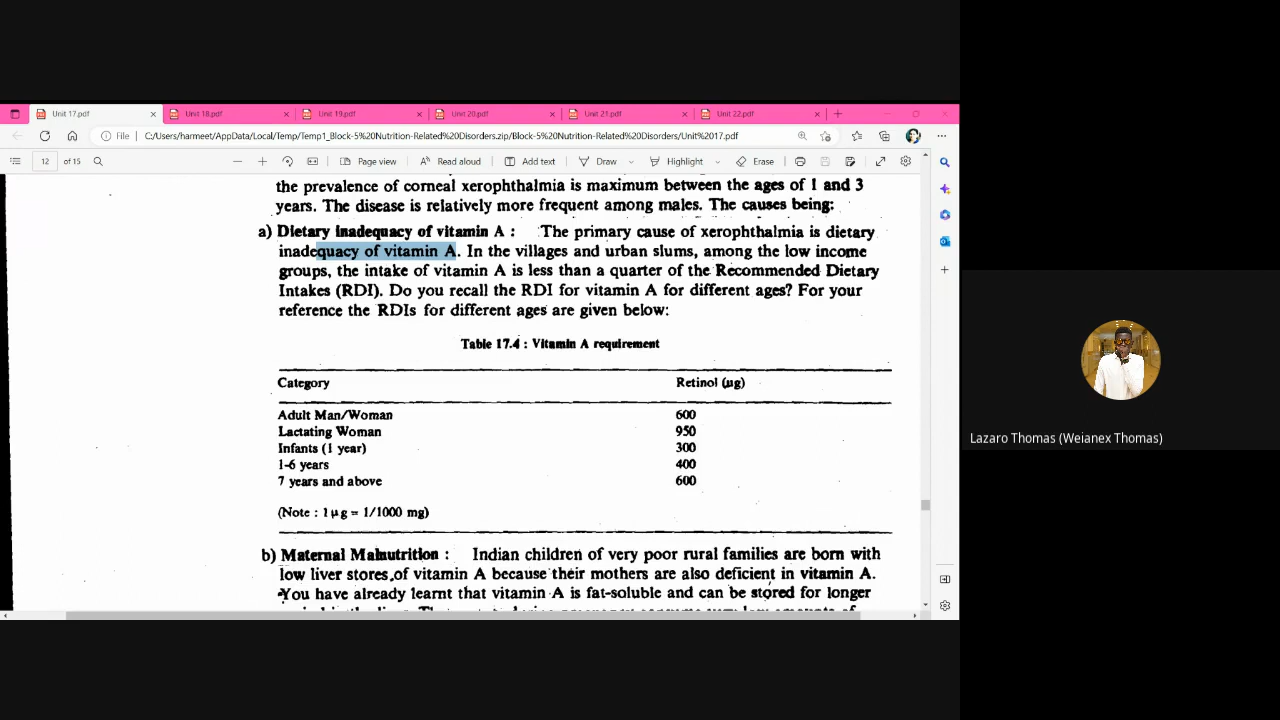 Unit 17.pdf
Unit 18.pdf
Unit 19.pdf
Unit 20.pdf
Unit 21.pdf
Unit 22.pdf
File
C:/Users/harmeet/AppData/Local/Temp/Temp1_Block-5%20Nutrition-Related%20Disorders.zip/Block-5%20Nutrition-Related%20Disorders/Unit%2017.pdf
12 of 15
Page view
Read aloud
Add text
Draw
Highlight
Erase
the prevalence of corneal xerophthalmia is maximum between the ages of 1 and 3
years. The disease is relatively more frequent among males. The causes being:
a) Dietary inadequacy of vitamin A : The primary cause of xerophthalmia is dietary
inadequacy of vitamin A. In the villages and urban slums, among the low income
groups, the intake of vitamin A is less than a quarter of the Recommended Dietary
Intakes (RDI). Do you recall the RDI for vitamin A for different ages? For your
reference the RDIs for different ages are given below:
Table 17.4 : Vitamin A requirement
Category Retinol (µg)
Adult Man/Woman 600
Lactating Woman 950
Infants (1 year) 300
1-6 years 400
7 years and above 600
(Note : 1 µg = 1/1000 mg)
b) Maternal Malnutrition : Indian children of very poor rural families are born with
low liver stores of vitamin A because their mothers are also deficient in vitamin A.
You have already learnt that vitamin A is fat-soluble and can be stored for longer
Lazaro Thomas (Weianex Thomas)